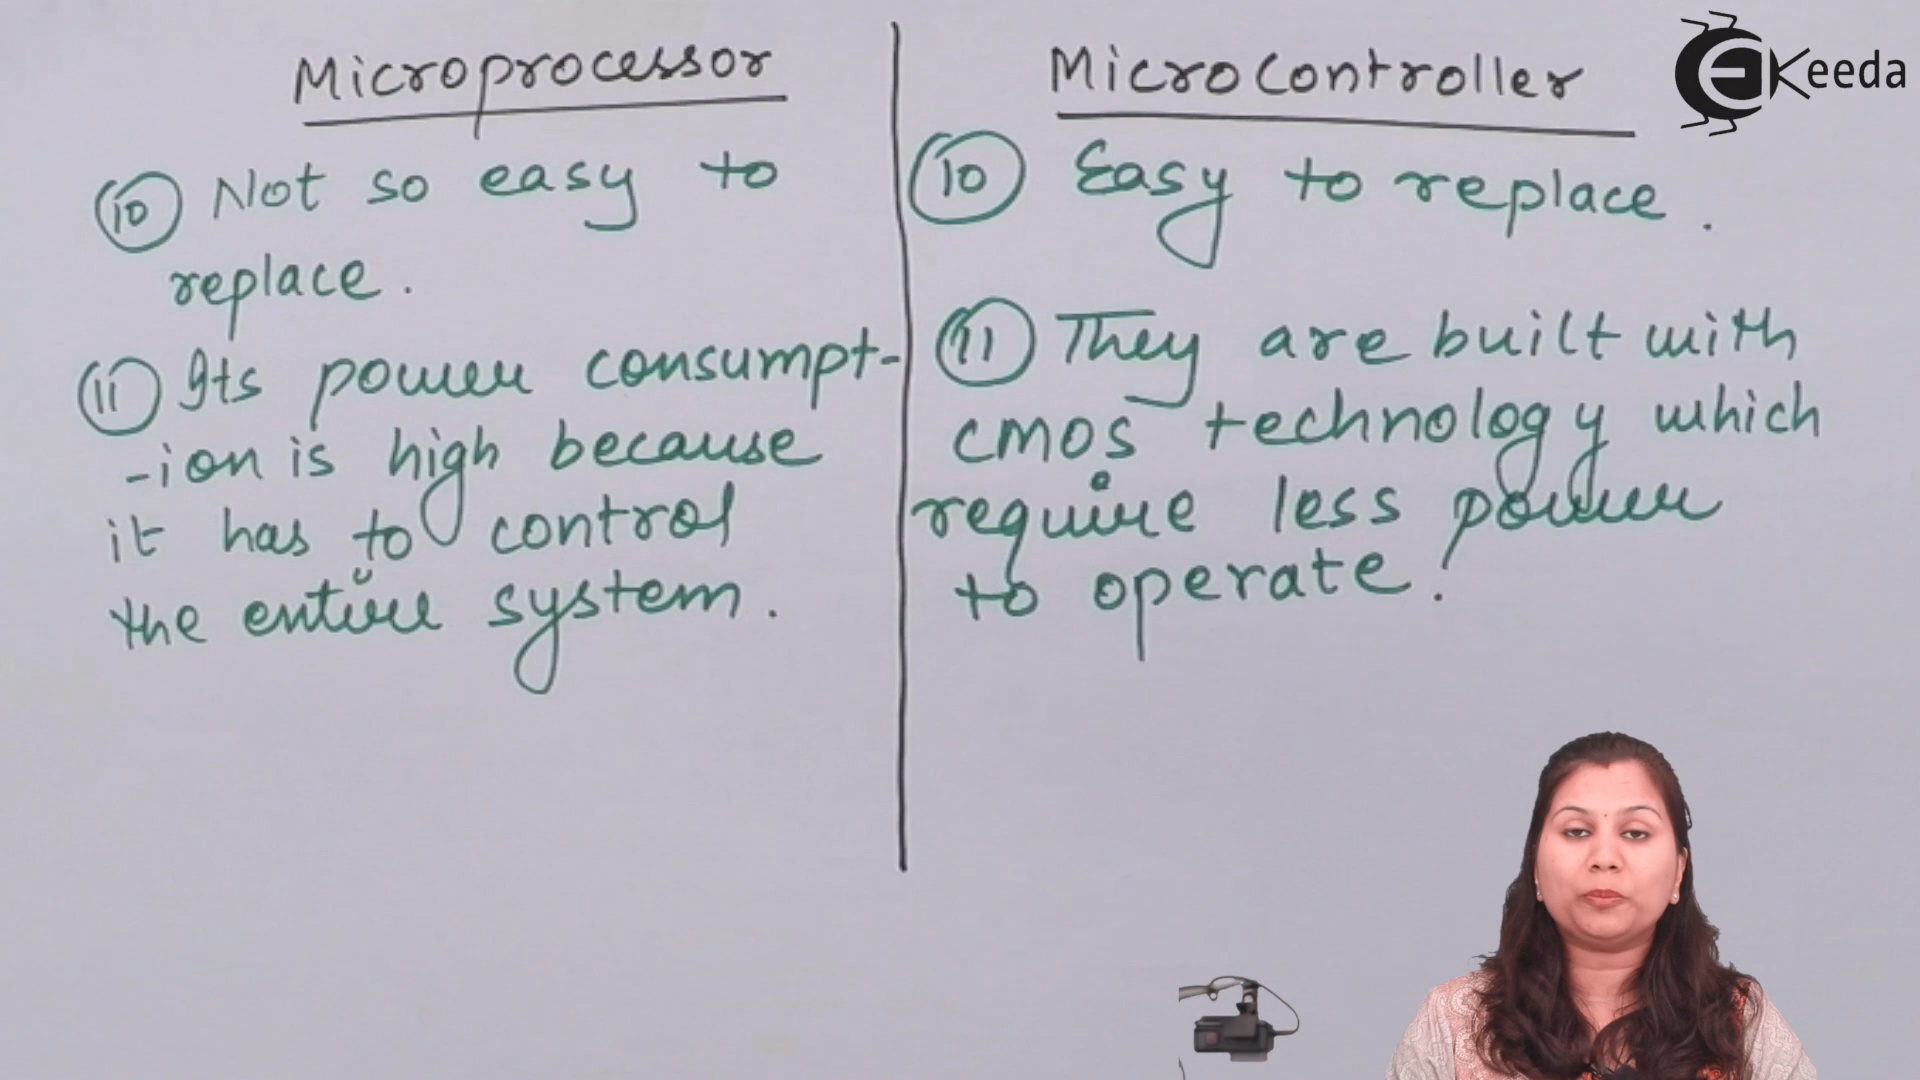 Microprocessor
⑩ Not so easy to
replace.
⑪ Its power consumpt-
-ion is high because
it has to control
the entire system.
Microcontroller
⑩ Easy to replace.
⑪ They are built with
CMOS technology which
require less power
to operate.
EKeeda